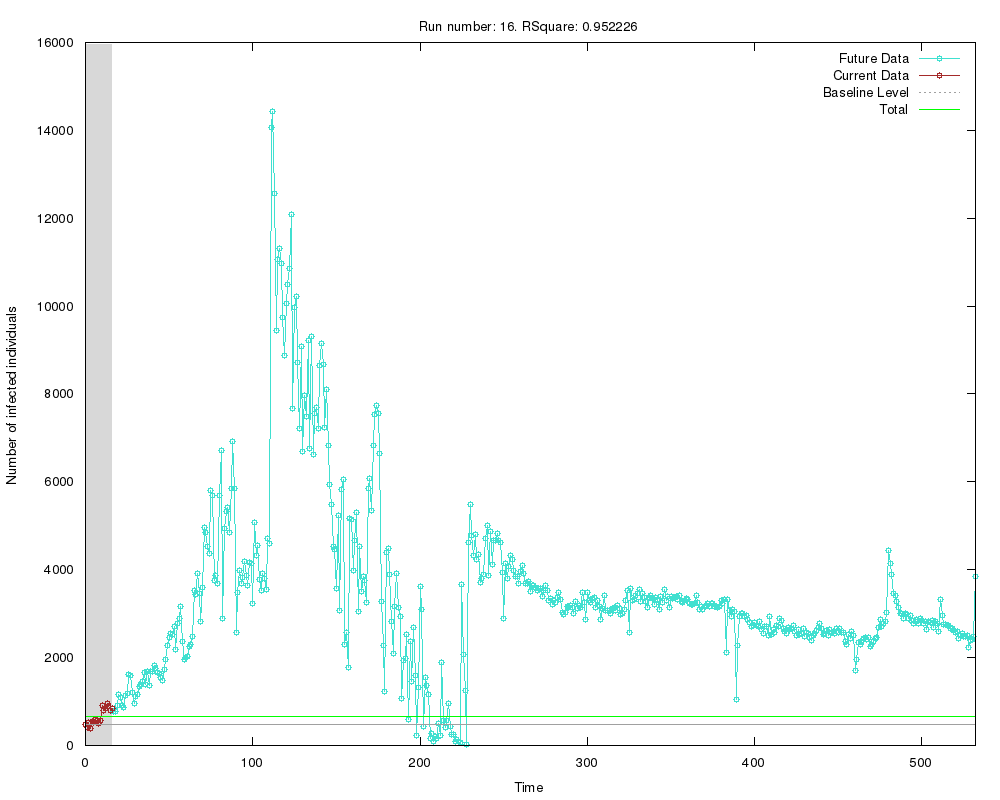 Run number: 16. RSquare: 0.952226
Future Data
Current Data
Baseline Level
Total
Number of infected individuals
16000
14000
12000
10000
8000
6000
4000
2000
0
0 100 200 300 400 500
Time